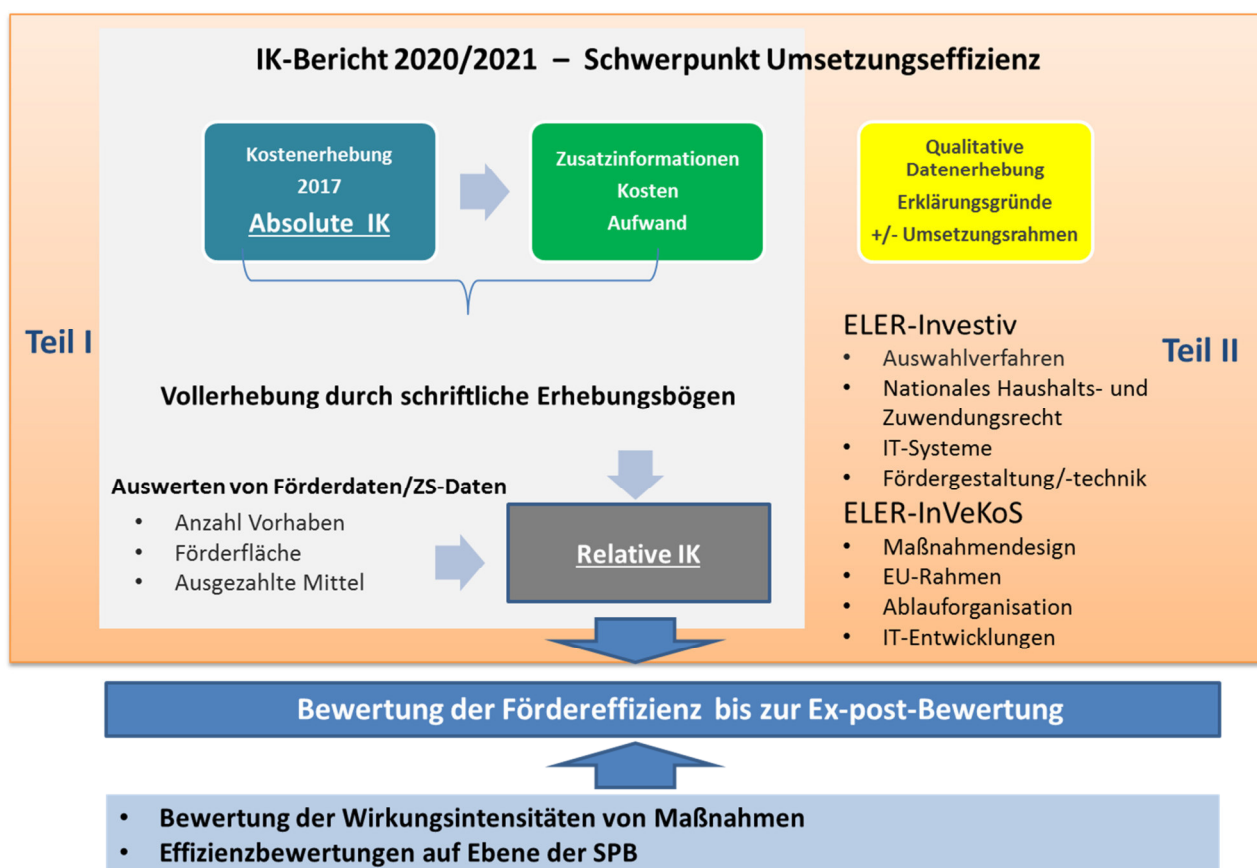 IK-Bericht 2020/2021 – Schwerpunkt Umsetzungseffizienz
Kostenerhebung
2017
Absolute IK
Zusatzinformationen
Kosten
Aufwand
Qualitative
Datenerhebung
Erklärungsgründe
+/- Umsetzungsrahmen
Teil I
Vollerhebung durch schriftliche Erhebungsbögen
Auswerten von Förderdaten/ZS-Daten
• Anzahl Vorhaben
• Förderfläche
• Ausgezahlte Mittel
Relative IK
ELER-Investiv
• Auswahlverfahren
• Nationales Haushalts- und
Zuwendungsrecht
• IT-Systeme
• Fördergestaltung/-technik
ELER-InVeKoS
• Maßnahmendesign
• EU-Rahmen
• Ablauforganisation
• IT-Entwicklungen
Teil II
Bewertung der Fördereffizienz bis zur Ex-post-Bewertung
• Bewertung der Wirkungsintensitäten von Maßnahmen
• Effizienzbewertungen auf Ebene der SPB